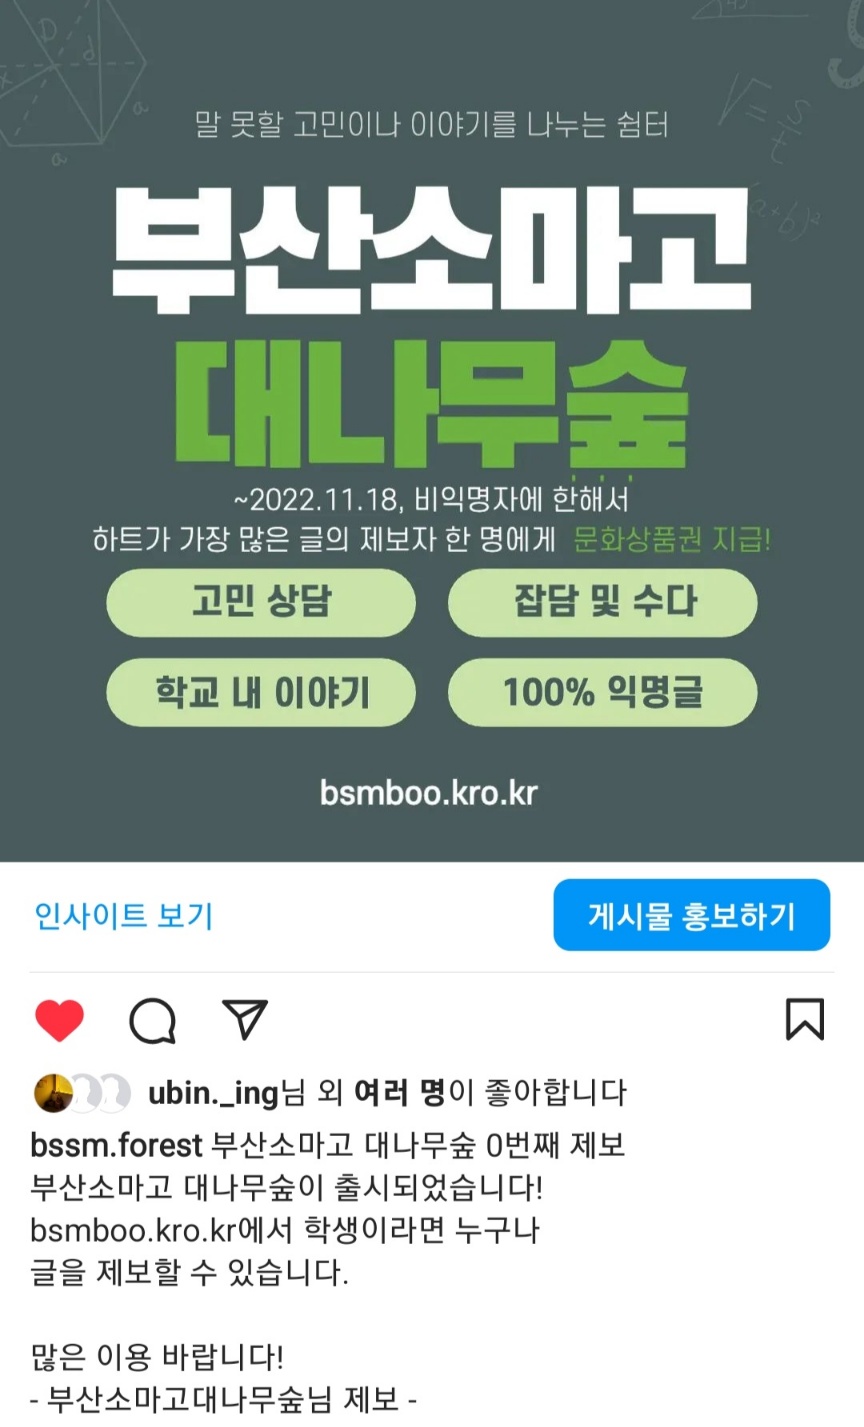 말 못할 고민이나 이야기를 나누는 쉼터
부산소마고
대나무숲
~2022.11.18, 비익명자에 한해서
하트가 가장 많은 글의 제보자 한 명에게 문화상품권 지급!
고민 상담
잡담 및 수다
학교 내 이야기
100% 익명글
bsmboo.kro.kr
인사이트 보기
게시물 홍보하기
ubin._ing님 외 여러 명이 좋아합니다
bssm.forest 부산소마고 대나무숲 0번째 제보
부산소마고 대나무숲이 출시되었습니다!
bsmboo.kro.kr에서 학생이라면 누구나
글을 제보할 수 있습니다.
많은 이용 바랍니다!
- 부산소마고대나무숲님 제보 -